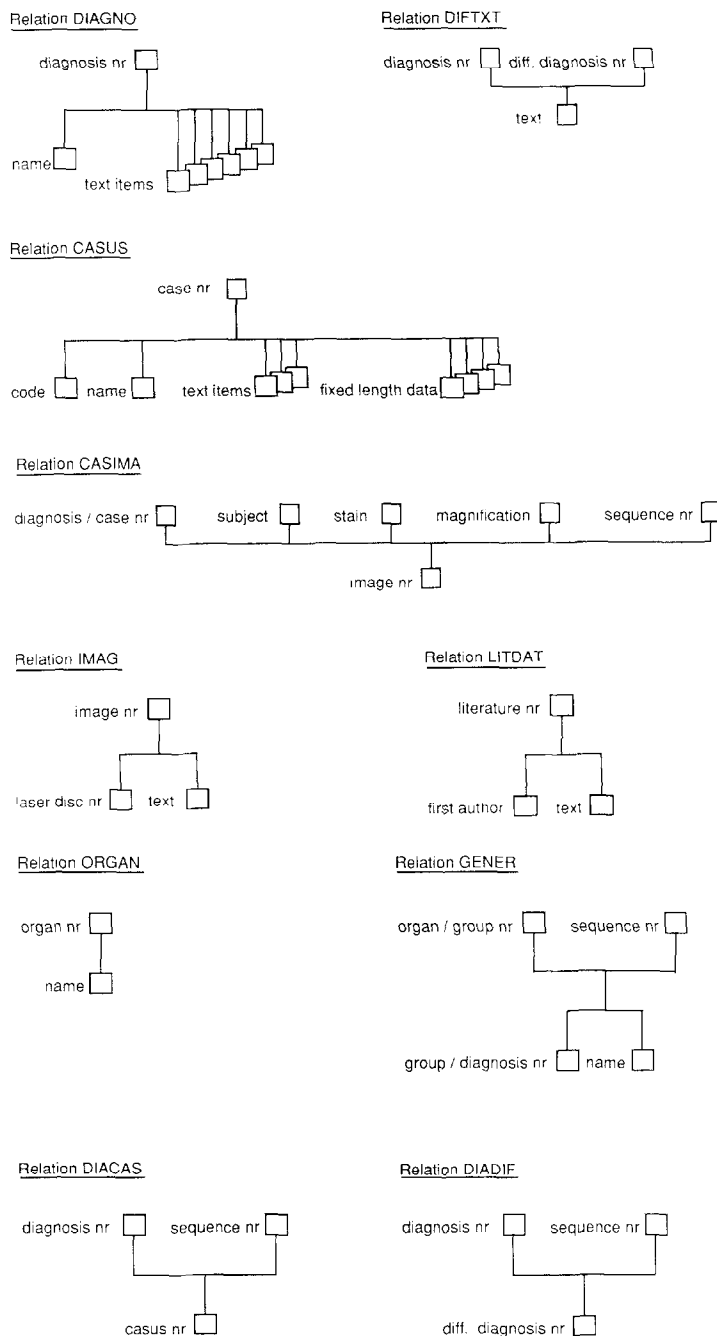 Relation DIAGNO
diagnosis nr
name
text items
Relation DIFTXT
diagnosis nr diff. diagnosis nr
text
Relation CASUS
case nr
code name text items fixed length data
Relation CASIMA
diagnosis / case nr subject stain magnification sequence nr
image nr
Relation IMAG
image nr
laser disc nr text
Relation LITDAT
literature nr
first author text
Relation ORGAN
organ nr
name
Relation GENER
organ / group nr sequence nr
group / diagnosis nr name
Relation DIACAS
diagnosis nr sequence nr
casus nr
Relation DIADIF
diagnosis nr sequence nr
diff. diagnosis nr